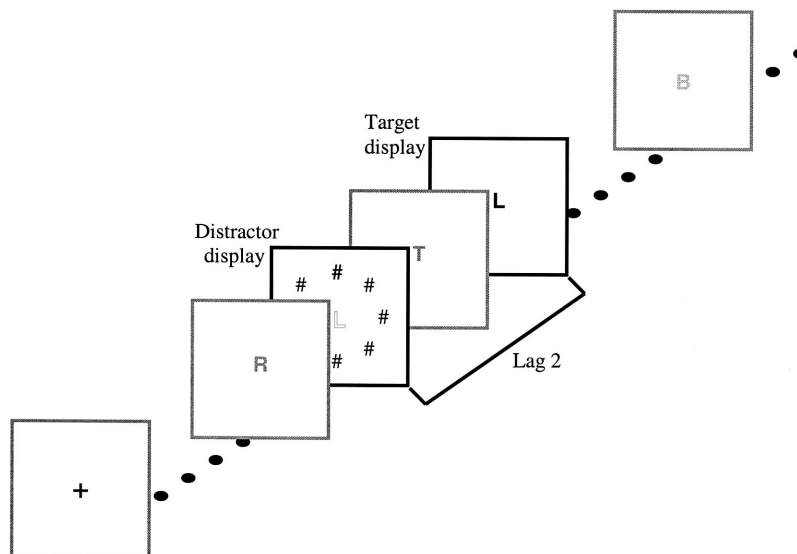 B
Target
display
L
T
Distractor
display
# # #
# L #
# #
R
Lag 2
+